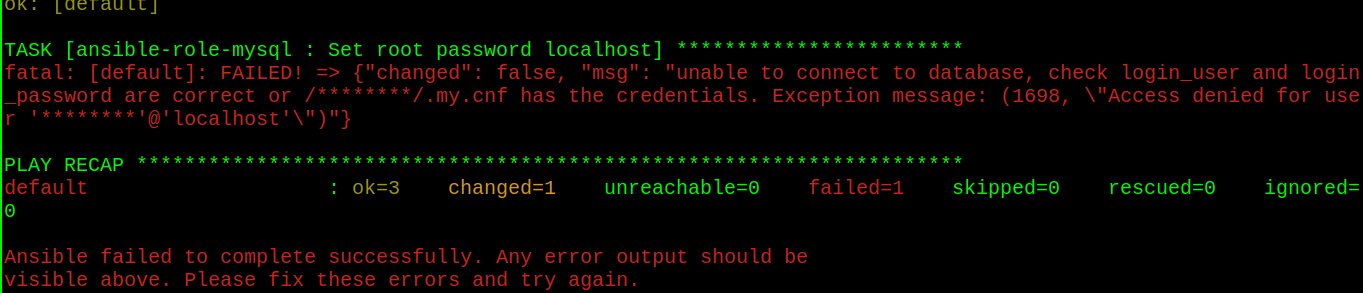 ok: [default]
TASK [ansible-role-mysql : Set root password localhost] ************************
fatal: [default]: FAILED! => {"changed": false, "msg": "unable to connect to database, check login_user and login
_password are correct or /********/.my.cnf has the credentials. Exception message: (1698, \"Access denied for use
r '********'@'localhost'\")"}
PLAY RECAP *********************************************************************
default                    : ok=3    changed=1    unreachable=0    failed=1    skipped=0    rescued=0    ignored=
0
Ansible failed to complete successfully. Any error output should be
visible above. Please fix these errors and try again.